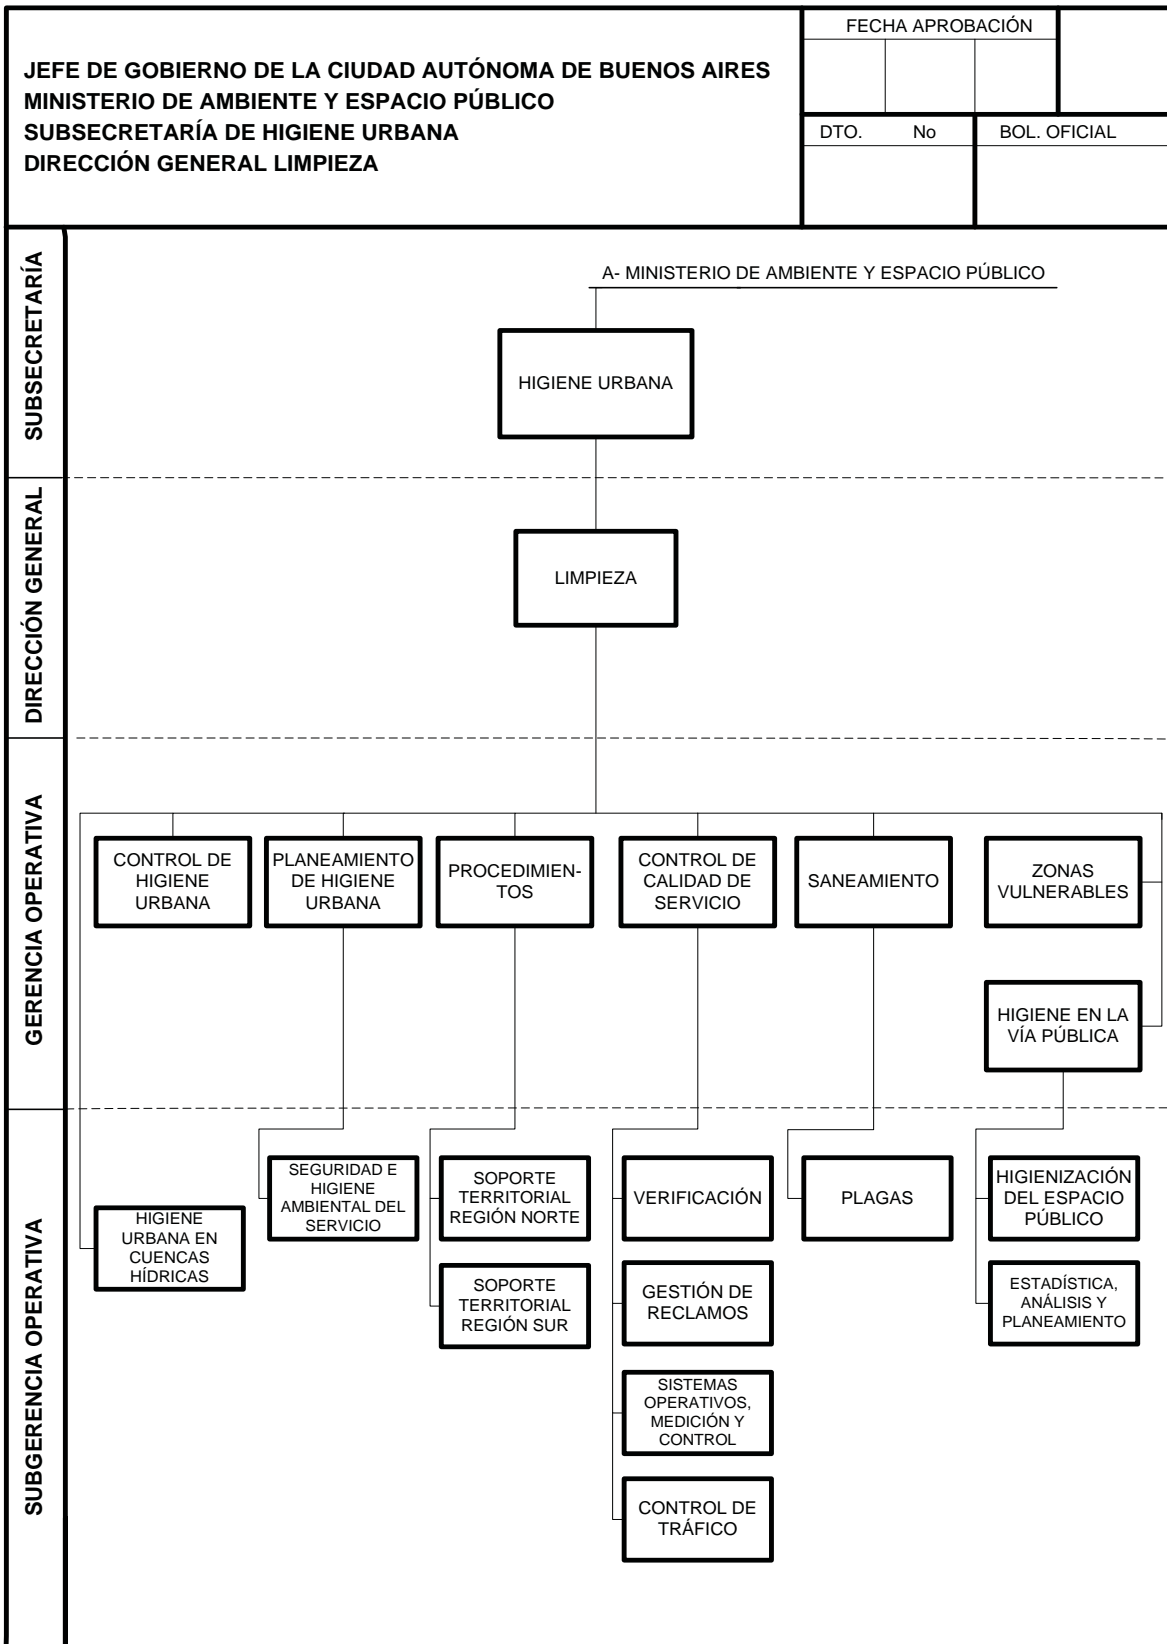 JEFE DE GOBIERNO DE LA CIUDAD AUTÓNOMA DE BUENOS AIRES
MINISTERIO DE AMBIENTE Y ESPACIO PÚBLICO
SUBSECRETARÍA DE HIGIENE URBANA
DIRECCIÓN GENERAL LIMPIEZA
FECHA APROBACIÓN
DTO. No
BOL. OFICIAL
SUBSECRETARÍA
A- MINISTERIO DE AMBIENTE Y ESPACIO PÚBLICO
HIGIENE URBANA
DIRECCIÓN GENERAL
LIMPIEZA
GERENCIA OPERATIVA
CONTROL DE
HIGIENE
URBANA
PLANEAMIENTO
DE HIGIENE
URBANA
PROCEDIMIEN-
TOS
CONTROL DE
CALIDAD DE
SERVICIO
SANEAMIENTO
ZONAS
VULNERABLES
HIGIENE EN LA
VÍA PÚBLICA
SUBGERENCIA OPERATIVA
HIGIENE
URBANA EN
CUENCAS
HÍDRICAS
SEGURIDAD E
HIGIENE
AMBIENTAL DEL
SERVICIO
SOPORTE
TERRITORIAL
REGIÓN NORTE
SOPORTE
TERRITORIAL
REGIÓN SUR
VERIFICACIÓN
GESTIÓN DE
RECLAMOS
SISTEMAS
OPERATIVOS,
MEDICIÓN Y
CONTROL
CONTROL DE
TRÁFICO
PLAGAS
HIGIENIZACIÓN
DEL ESPACIO
PÚBLICO
ESTADÍSTICA,
ANÁLISIS Y
PLANEAMIENTO